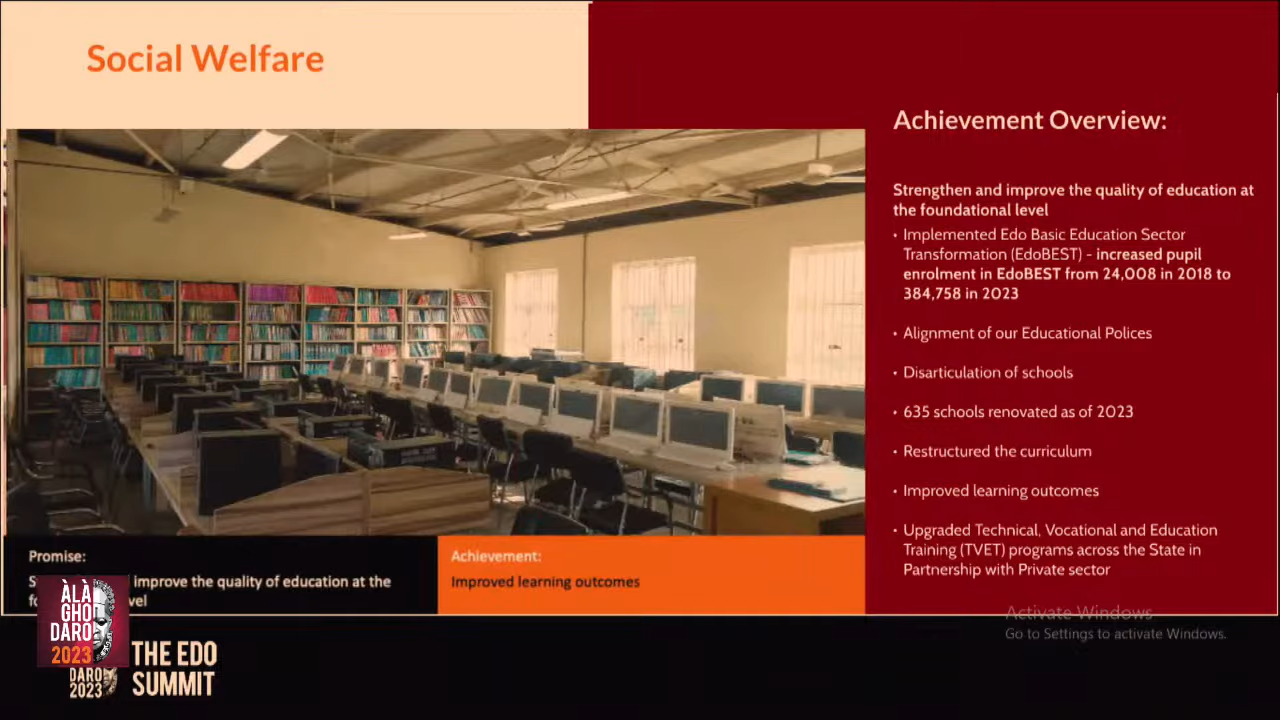 Social Welfare
Achievement Overview:
Strengthen and improve the quality of education at
the foundational level
• Implemented Edo Basic Education Sector
Transformation (EdoBEST) - increased pupil
enrolment in EdoBEST from 24,008 in 2018 to
384,758 in 2023
• Alignment of our Educational Polices
• Disarticulation of schools
• 635 schools renovated as of 2023
• Restructured the curriculum
• Improved learning outcomes
• Upgraded Technical, Vocational and Education
Training (TVET) programs across the State in
Partnership with Private sector
Promise:
improve the quality of education at the
Achievement:
Improved learning outcomes
ÀLÀ
GHO
DARO
2023
DARO
2023
THE EDO
SUMMIT
Activate Windows
Go to Settings to activate Windows.